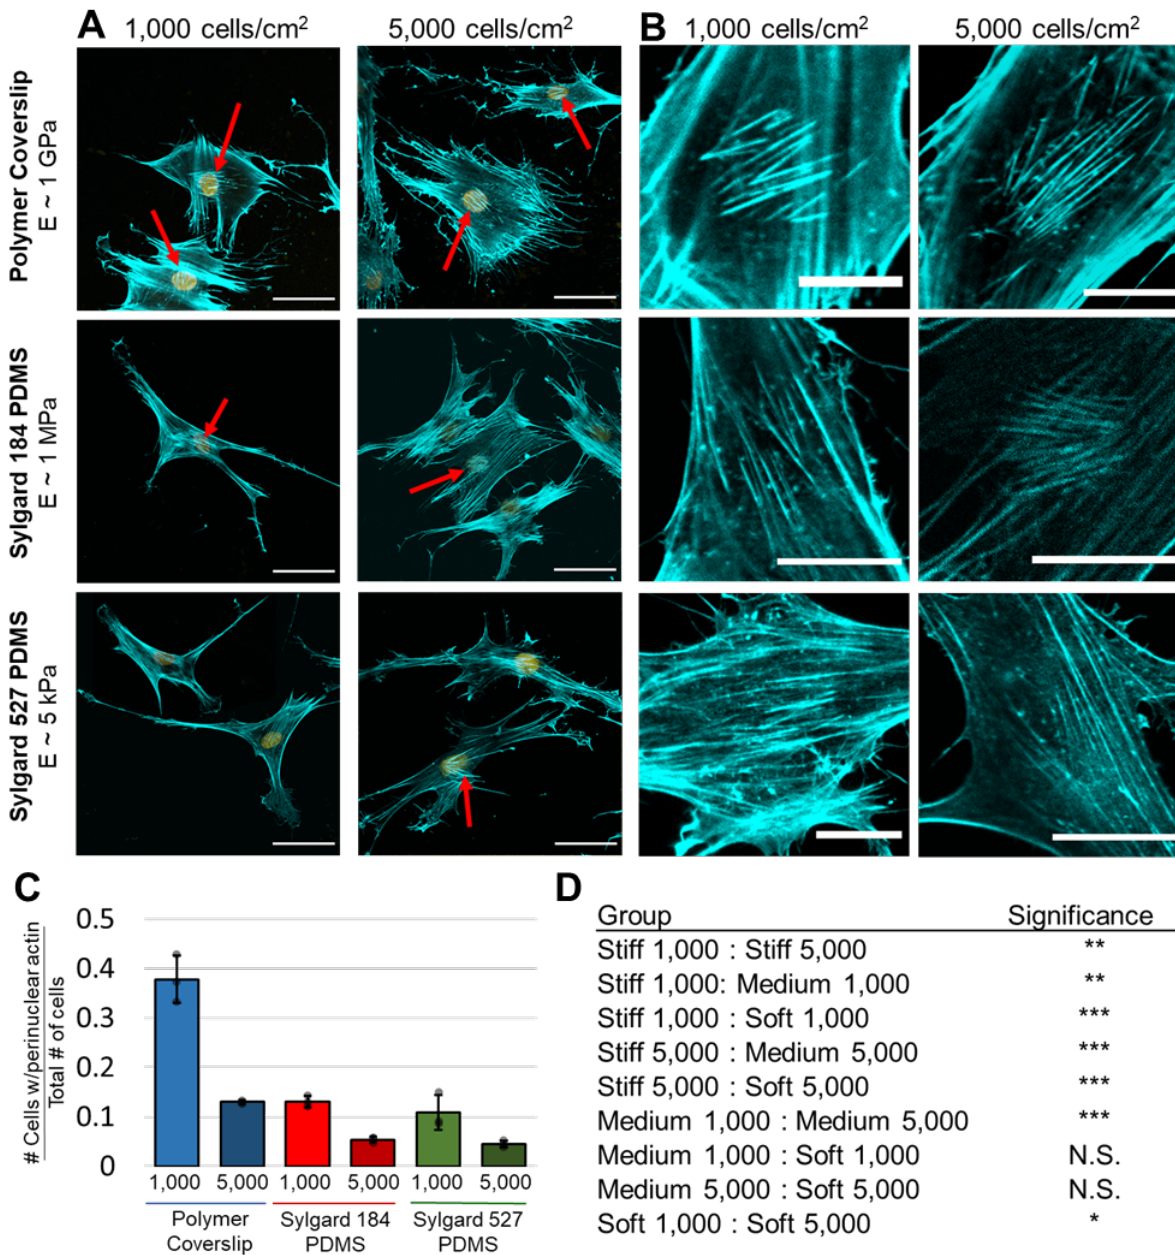 A
1,000 cells/cm²
5,000 cells/cm²
B
1,000 cells/cm²
5,000 cells/cm²
Polymer Coverslip
E ~ 1 GPa
Sylgard 184 PDMS
E ~ 1 MPa
Sylgard 527 PDMS
E ~ 5 kPa
C
# Cells w/perinuclear actin
Total # of cells
0.5
0.4
0.3
0.2
0.1
0
1,000
5,000
1,000
5,000
1,000
5,000
Polymer
Coverslip
Sylgard 184
PDMS
Sylgard 527
PDMS
D
Group Significance
Stiff 1,000 : Stiff 5,000 **
Stiff 1,000: Medium 1,000 **
Stiff 1,000 : Soft 1,000 ***
Stiff 5,000 : Medium 5,000 ***
Stiff 5,000 : Soft 5,000 ***
Medium 1,000 : Medium 5,000 ***
Medium 1,000 : Soft 1,000 N.S.
Medium 5,000 : Soft 5,000 N.S.
Soft 1,000 : Soft 5,000 *